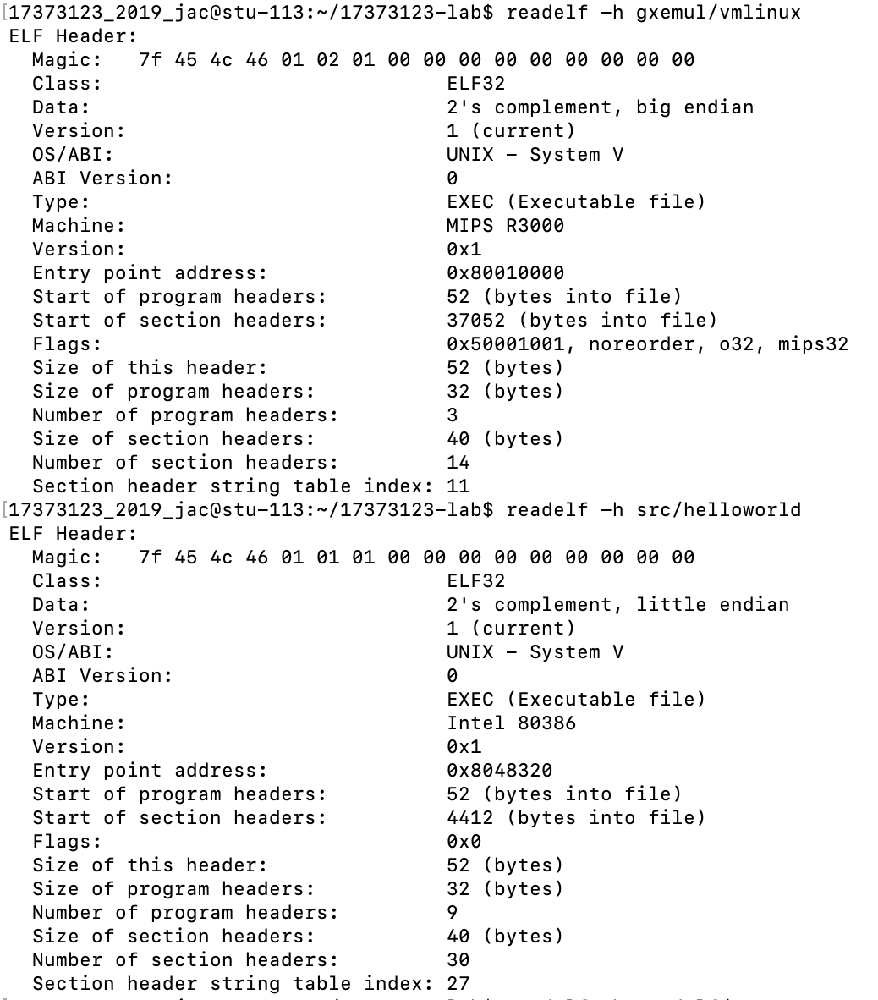 [17373123_2019_jac@stu-113:~/17373123-lab$ readelf -h gxemul/vmlinux
ELF Header:
  Magic:   7f 45 4c 46 01 02 01 00 00 00 00 00 00 00 00 00
  Class:                             ELF32
  Data:                              2's complement, big endian
  Version:                           1 (current)
  OS/ABI:                            UNIX - System V
  ABI Version:                       0
  Type:                              EXEC (Executable file)
  Machine:                           MIPS R3000
  Version:                           0x1
  Entry point address:               0x80010000
  Start of program headers:          52 (bytes into file)
  Start of section headers:          37052 (bytes into file)
  Flags:                             0x50001001, noreorder, o32, mips32
  Size of this header:               52 (bytes)
  Size of program headers:           32 (bytes)
  Number of program headers:         3
  Size of section headers:           40 (bytes)
  Number of section headers:         14
  Section header string table index: 11
[17373123_2019_jac@stu-113:~/17373123-lab$ readelf -h src/helloworld
ELF Header:
  Magic:   7f 45 4c 46 01 01 01 00 00 00 00 00 00 00 00 00
  Class:                             ELF32
  Data:                              2's complement, little endian
  Version:                           1 (current)
  OS/ABI:                            UNIX - System V
  ABI Version:                       0
  Type:                              EXEC (Executable file)
  Machine:                           Intel 80386
  Version:                           0x1
  Entry point address:               0x8048320
  Start of program headers:          52 (bytes into file)
  Start of section headers:          4412 (bytes into file)
  Flags:                             0x0
  Size of this header:               52 (bytes)
  Size of program headers:           32 (bytes)
  Number of program headers:         9
  Size of section headers:           40 (bytes)
  Number of section headers:         30
  Section header string table index: 27